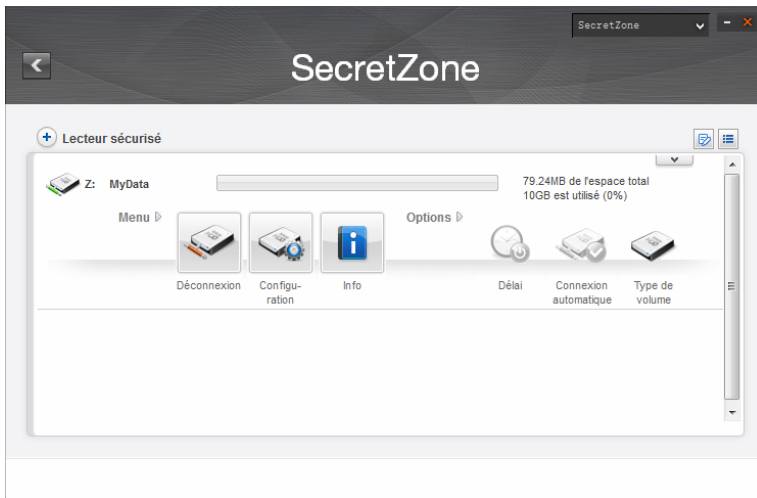 SecretZone
SecretZone
Lecteur sécurisé
Z: MyData
79.24MB de l'espace total
10GB est utilisé (0%)
Menu
Options
Déconnexion
Configu-
ration
Info
Délai
Connexion
automatique
Type de
volume